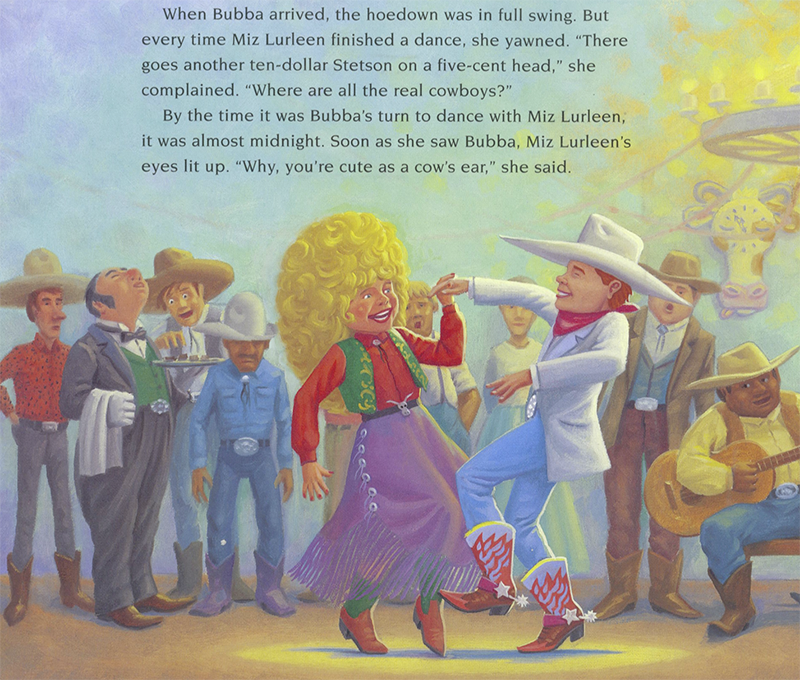 When Bubba arrived, the hoedown was in full swing. But
every time Miz Lurleen finished a dance, she yawned. “There
goes another ten-dollar Stetson on a five-cent head,” she
complained. “Where are all the real cowboys?”
By the time it was Bubba’s turn to dance with Miz Lurleen,
it was almost midnight. Soon as she saw Bubba, Miz Lurleen’s
eyes lit up. “Why, you’re cute as a cow’s ear,” she said.